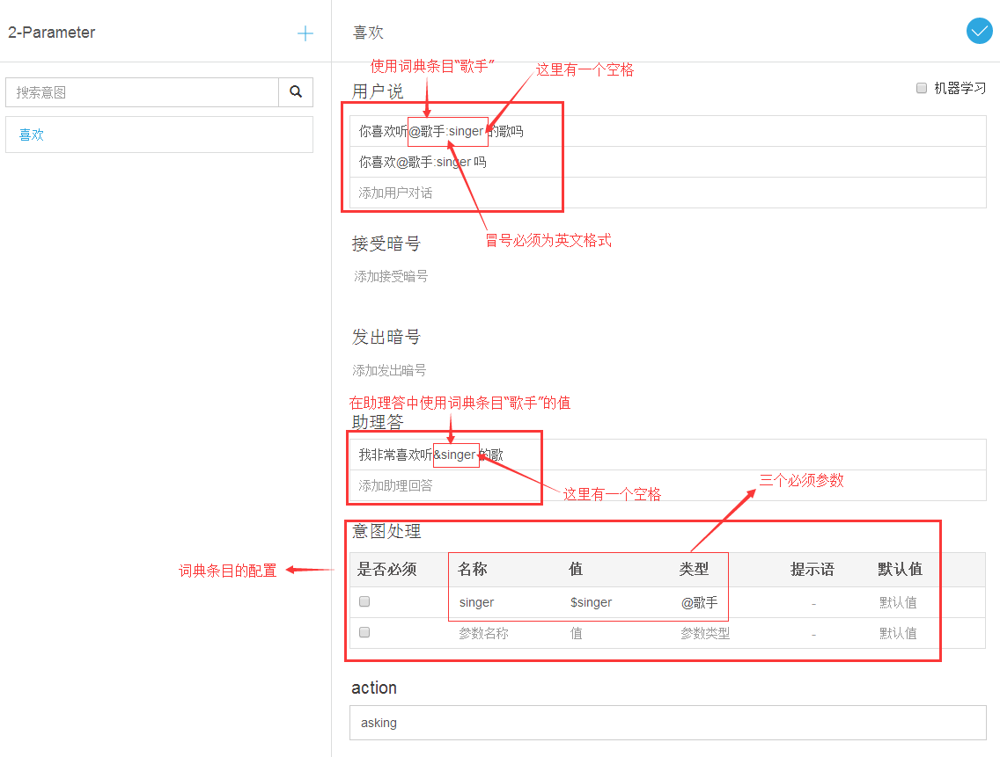 2-Parameter
喜欢
使用词典条目“歌手”
这里有一个空格
搜索意图
用户说
机器学习
喜欢
你喜欢听@歌手:singer 的歌吗
你喜欢@歌手:singer 吗
添加用户对话
冒号必须为英文格式
接受暗号
添加接受暗号
发出暗号
添加发出暗号
在助理答中使用词典条目“歌手”的值
助理答
我非常喜欢听&singer 的歌
添加助理回答
这里有一个空格
三个必须参数
意图处理
词典条目的配置
是否必须 名称 值 类型 提示语 默认值
singer $singer @歌手 - 默认值
参数名称 值 参数类型 - 默认值
action
asking